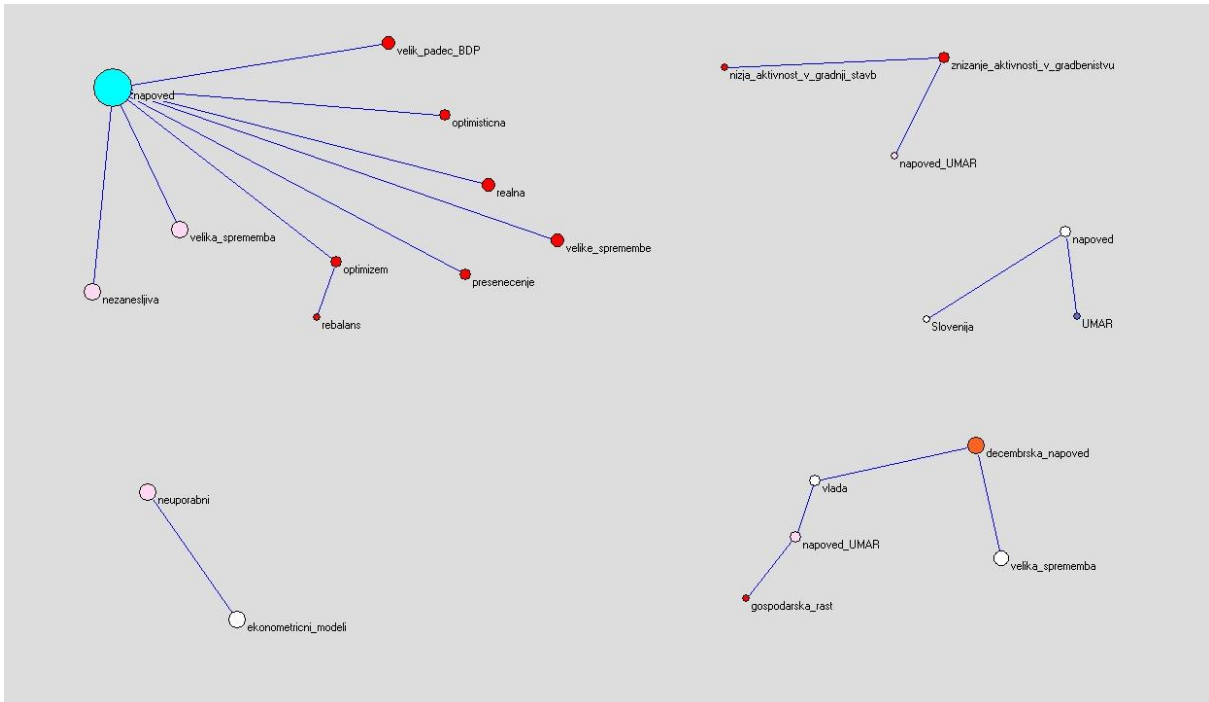 velik_padec_BDP
napoved
optimisticna
realna
velika_sprememba
velike_spremembe
optimizem
presenecenje
nezanesljiva
rebalans
nizja_aktivnost_v_gradnji_stavb
znizanje_aktivnosti_v_gradbenistvu
napoved_UMAR
napoved
Slovenija
UMAR
neuporabni
ekonometricni_modeli
decembrska_napoved
vlada
napoved_UMAR
velika_sprememba
gospodarska_rast